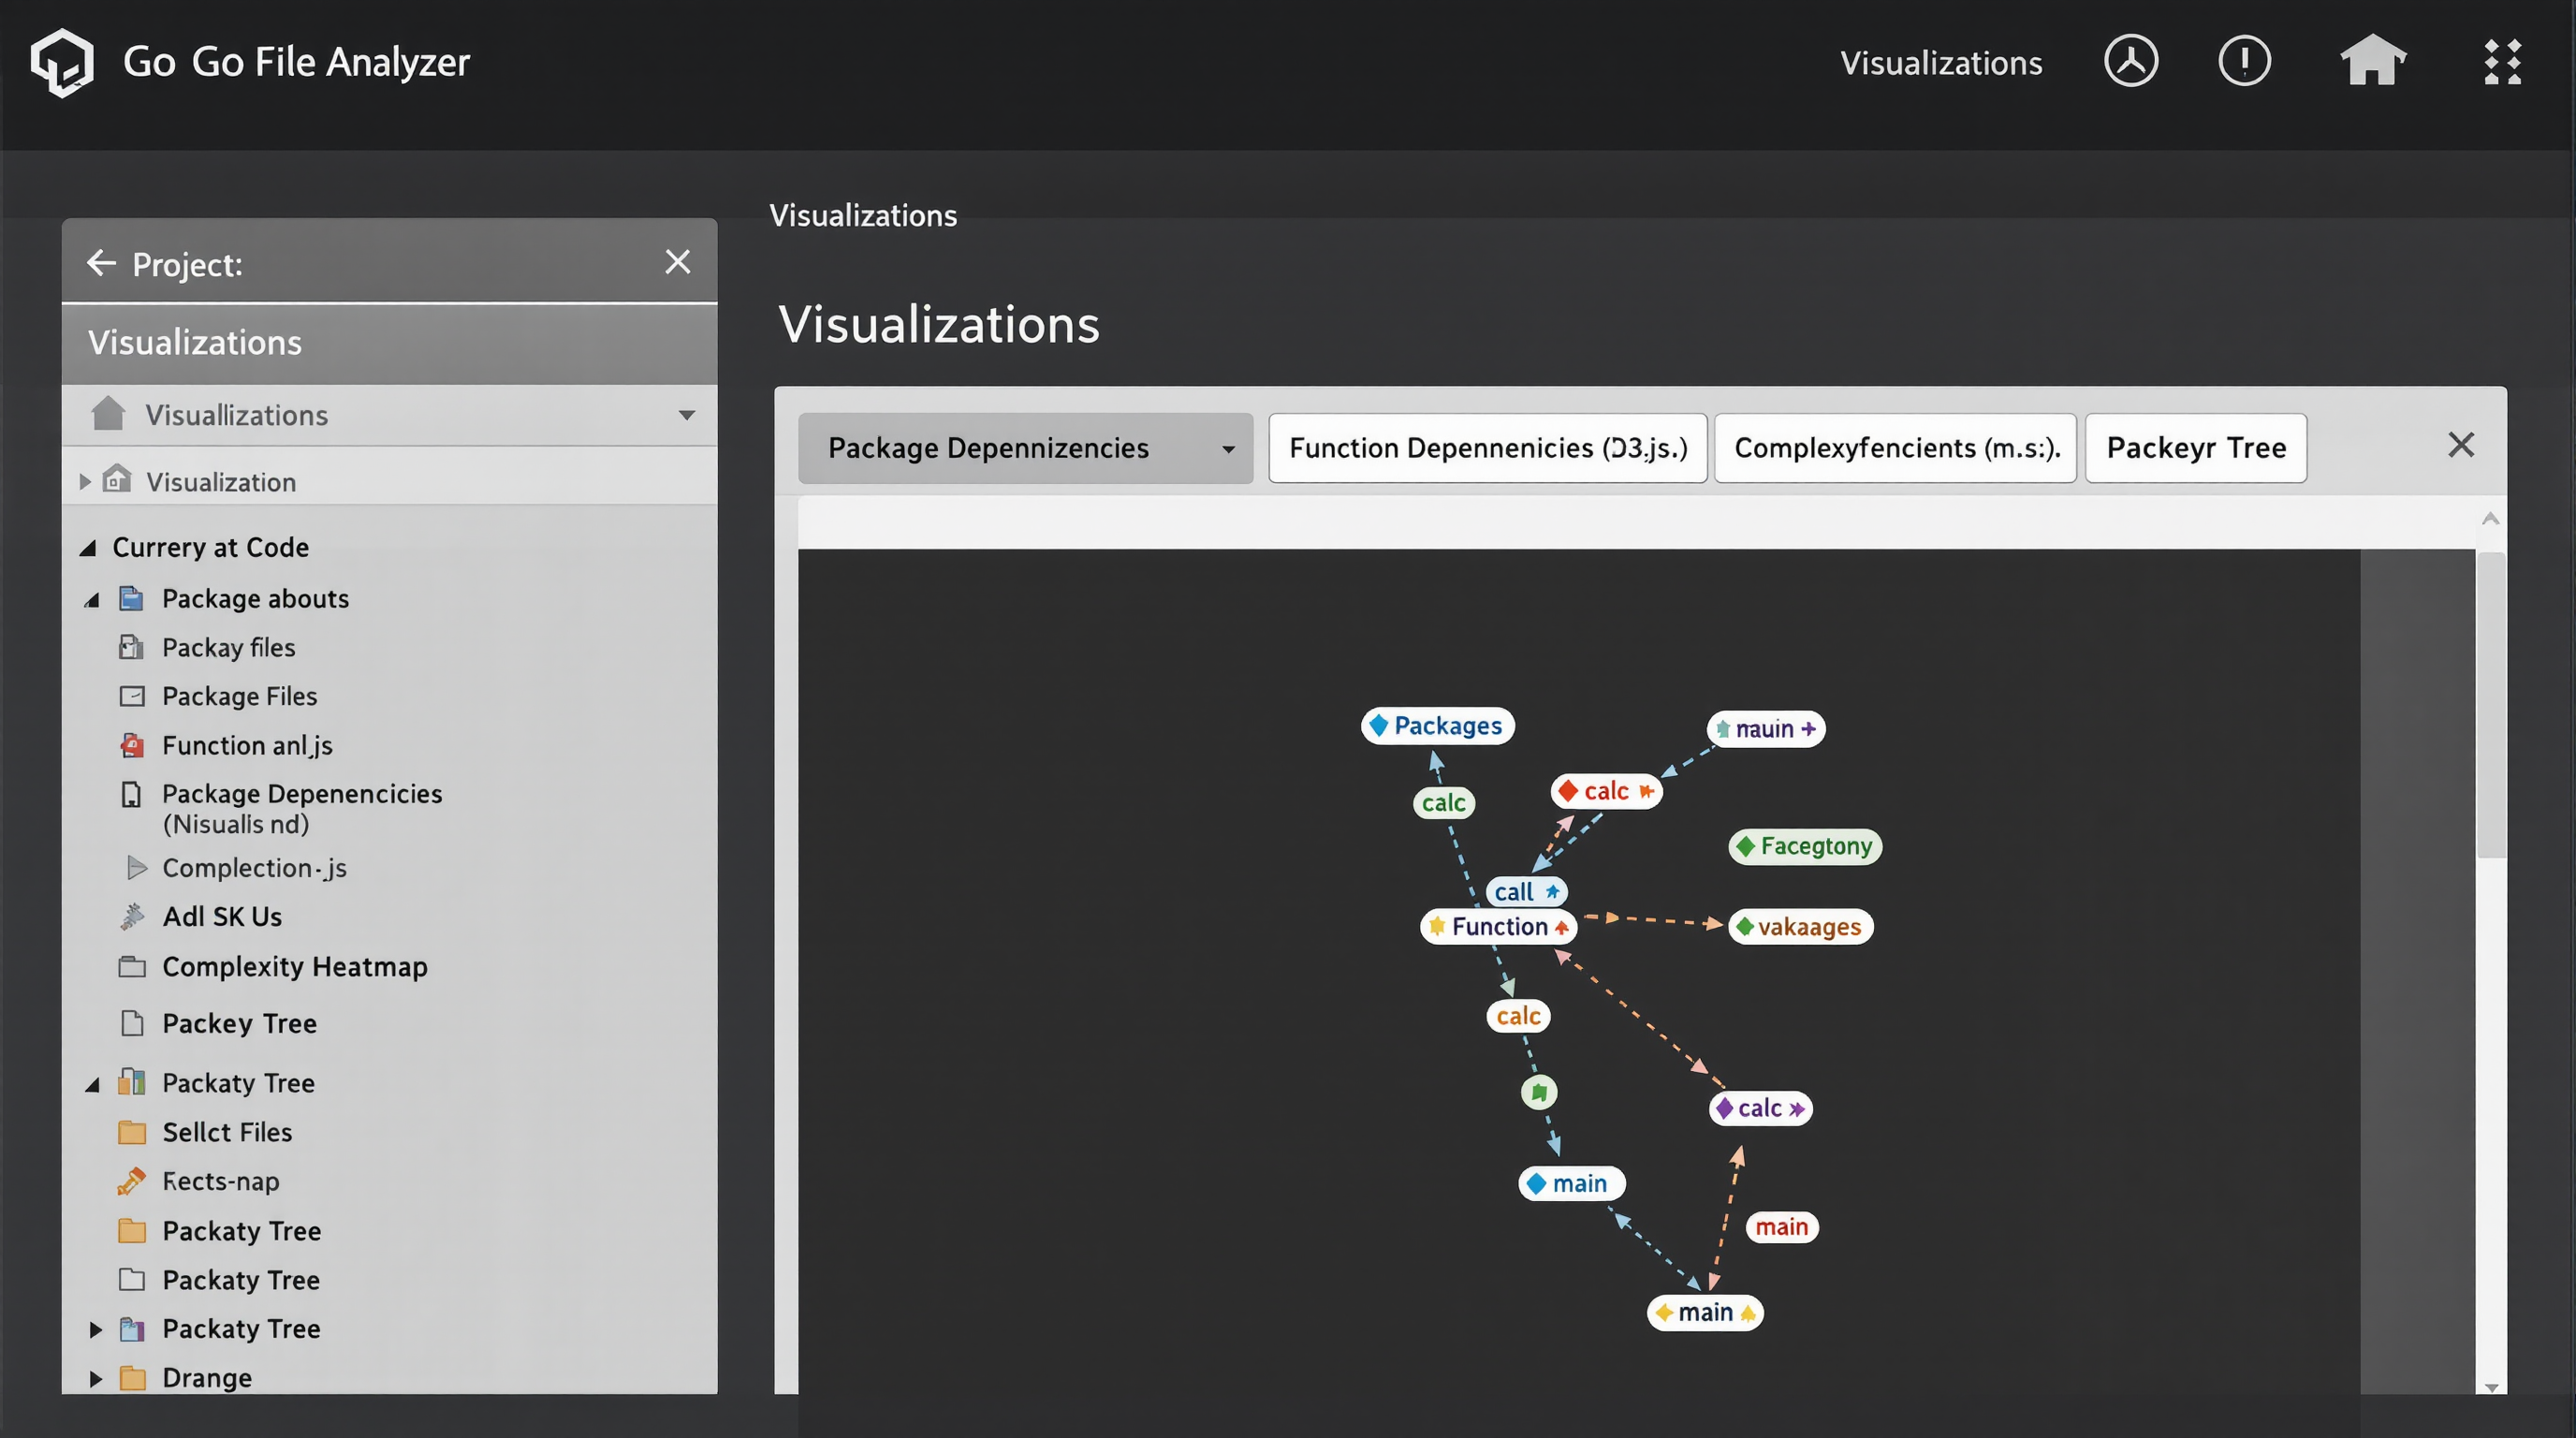 Go Go File Analyzer
Visualizations
Project:
Visualizations
Visuallizations
Visualization
Currery at Code
Package abouts
Packay files
Package Files
Function anl.js
Package Depenencicies
(Nisualis nd)
Complection-js
Adl SK Us
Complexity Heatmap
Packey Tree
Packaty Tree
Sellct Files
Rects-nap
Packaty Tree
Packaty Tree
Packaty Tree
Drange
Visualizations
Visualizations
Package Depennizencies
Function Depennenicies (D3.js.)
Complexyfencients (m.s:).
Packeyr Tree
Packages
nauin
calc
calc
Facegtony
call
Function
vakaages
calc
calc
main
main
main